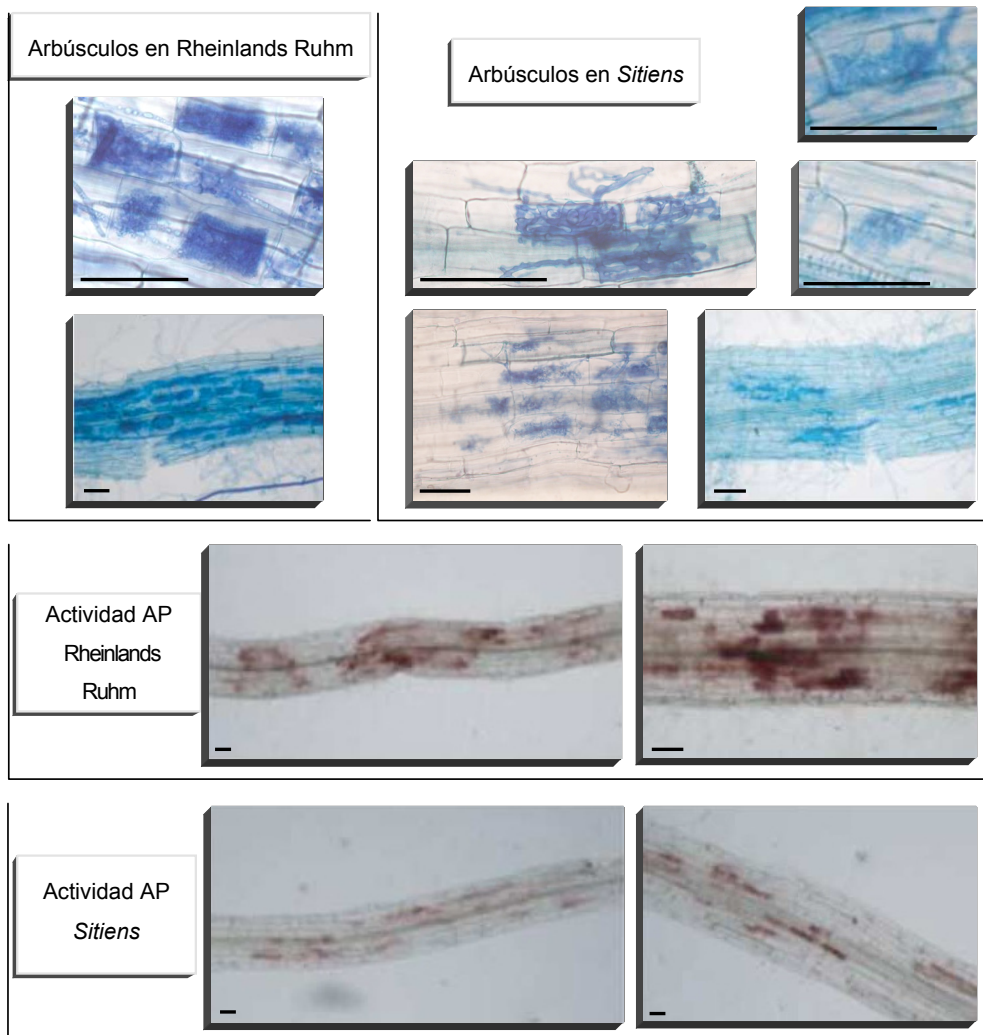 Arbúsculos en Rheinlands Ruhm
Arbúsculos en Sitiens
Actividad AP
Rheinlands
Ruhm
Actividad AP
Sitiens